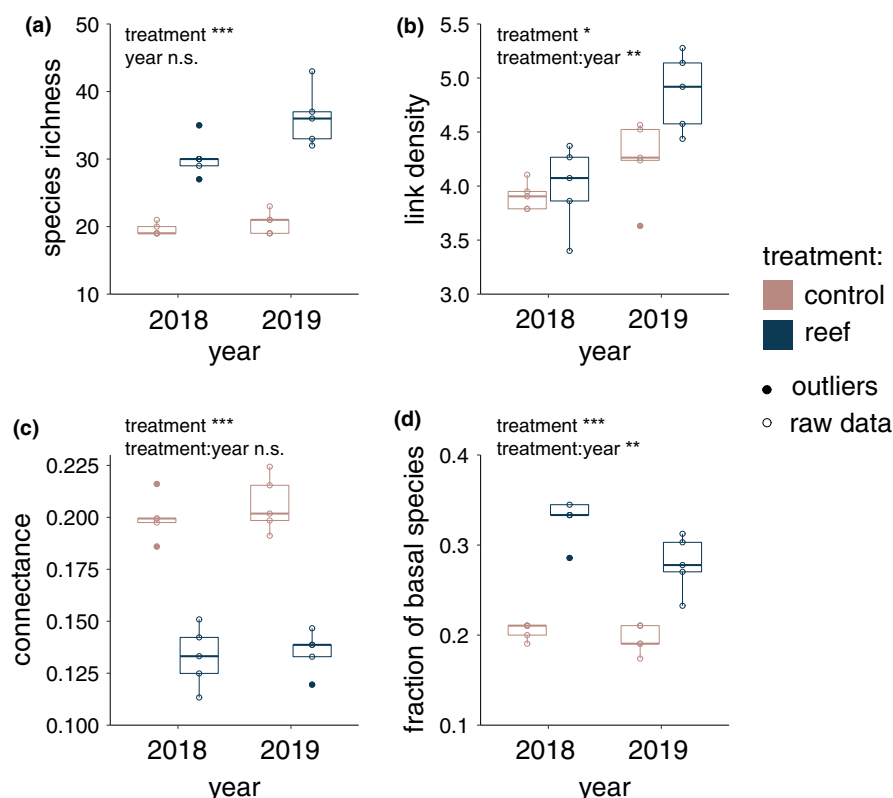 (a)
treatment ***
year n.s.
species richness
50
40
30
20
10
2018
2019
year
(b)
treatment *
treatment:year **
link density
5.5
5.0
4.5
4.0
3.5
3.0
2018
2019
year
treatment:
control
reef
outliers
raw data
(c)
treatment ***
treatment:year n.s.
connectance
0.225
0.200
0.175
0.150
0.125
0.100
2018
2019
year
(d)
treatment ***
treatment:year **
fraction of basal species
0.4
0.3
0.2
0.1
2018
2019
year